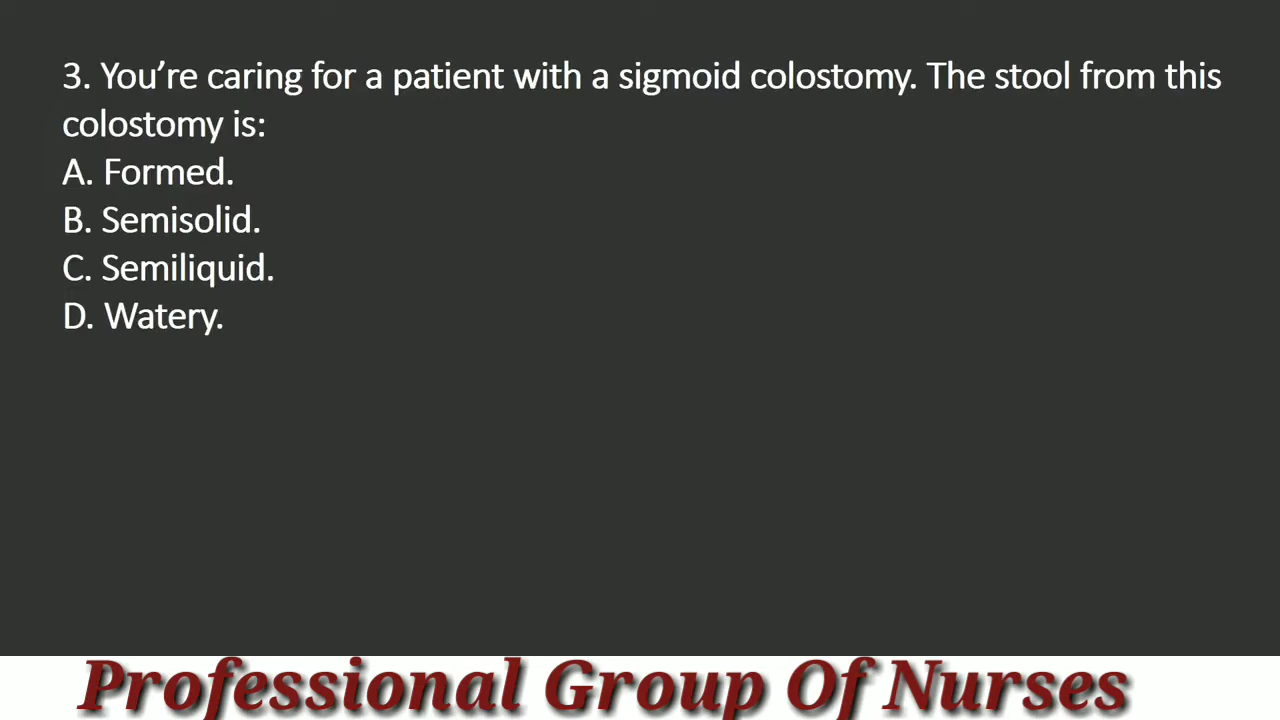 3. You’re caring for a patient with a sigmoid colostomy. The stool from this
colostomy is:
A. Formed.
B. Semisolid.
C. Semiliquid.
D. Watery.
Professional Group Of Nurses